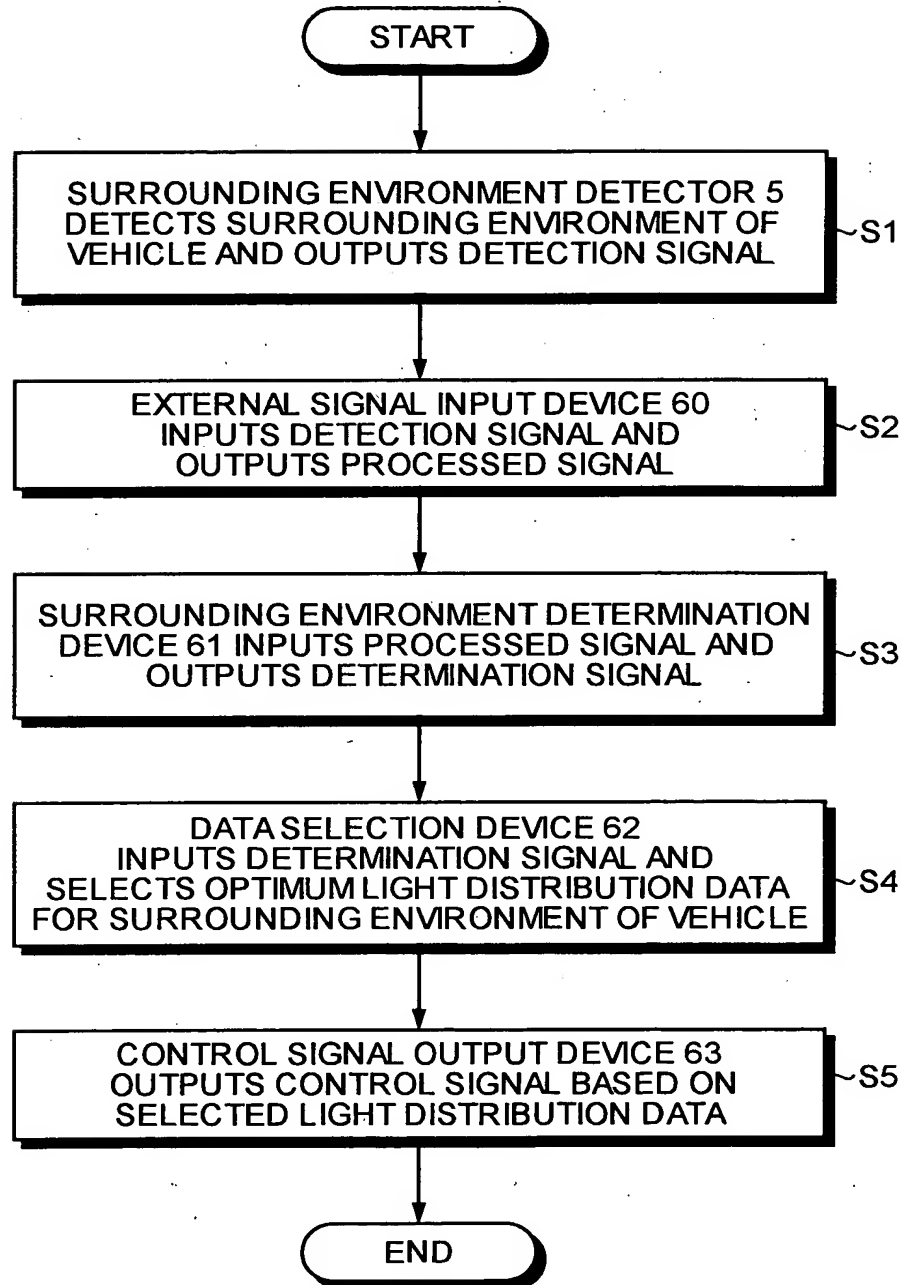 START
SURROUNDING ENVIRONMENT DETECTOR 5
DETECTS SURROUNDING ENVIRONMENT OF
VEHICLE AND OUTPUTS DETECTION SIGNAL
S1
EXTERNAL SIGNAL INPUT DEVICE 60
INPUTS DETECTION SIGNAL AND
OUTPUTS PROCESSED SIGNAL
S2
SURROUNDING ENVIRONMENT DETERMINATION
DEVICE 61 INPUTS PROCESSED SIGNAL AND
OUTPUTS DETERMINATION SIGNAL
S3
DATA SELECTION DEVICE 62
INPUTS DETERMINATION SIGNAL AND
SELECTS OPTIMUM LIGHT DISTRIBUTION DATA
FOR SURROUNDING ENVIRONMENT OF VEHICLE
S4
CONTROL SIGNAL OUTPUT DEVICE 63
OUTPUTS CONTROL SIGNAL BASED ON
SELECTED LIGHT DISTRIBUTION DATA
S5
END